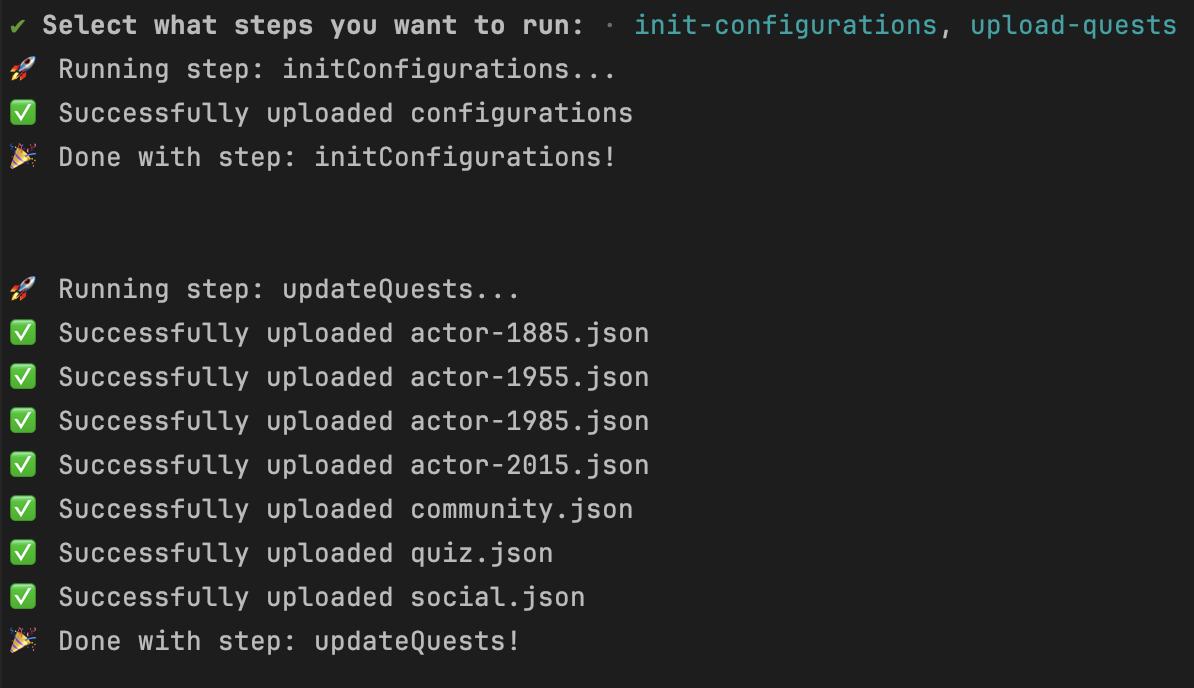 ✔ Select what steps you want to run: · init-configurations, upload-quests
🚀 Running step: initConfigurations...
✅ Successfully uploaded configurations
🎉 Done with step: initConfigurations!
🚀 Running step: updateQuests...
✅ Successfully uploaded actor-1885.json
✅ Successfully uploaded actor-1955.json
✅ Successfully uploaded actor-1985.json
✅ Successfully uploaded actor-2015.json
✅ Successfully uploaded community.json
✅ Successfully uploaded quiz.json
✅ Successfully uploaded social.json
🎉 Done with step: updateQuests!